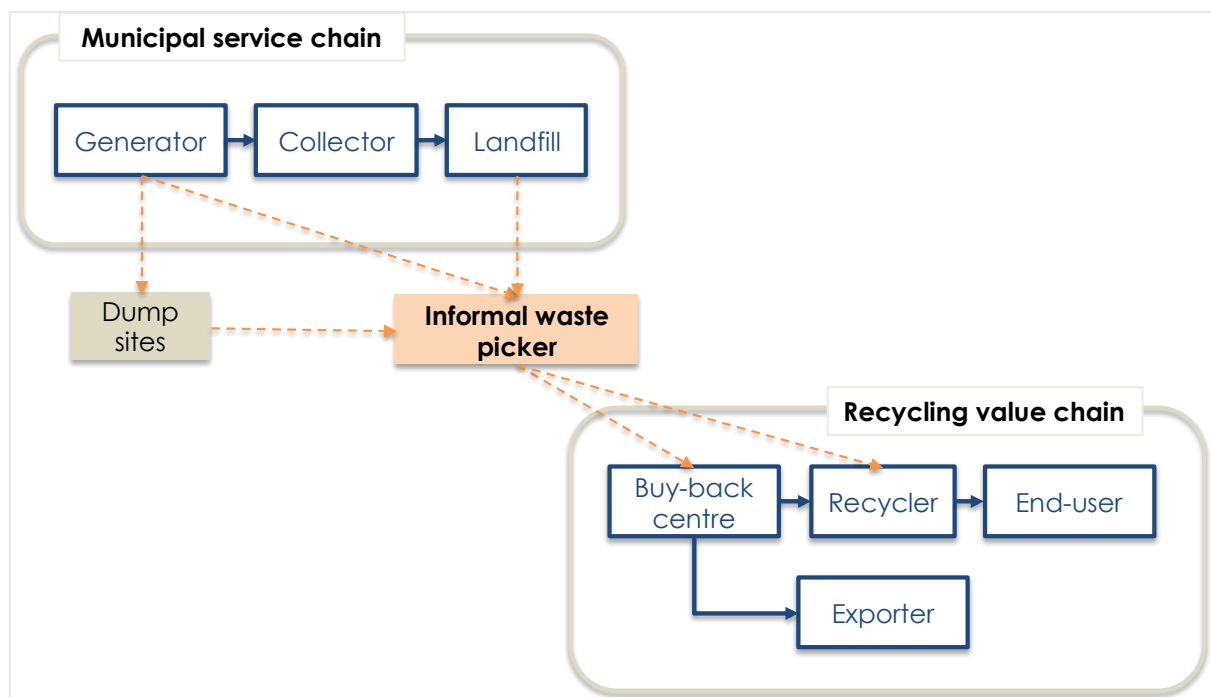 Municipal service chain
Generator
Collector
Landfill
Dump
sites
Informal waste
picker
Recycling value chain
Buy-back
centre
Recycler
End-user
Exporter